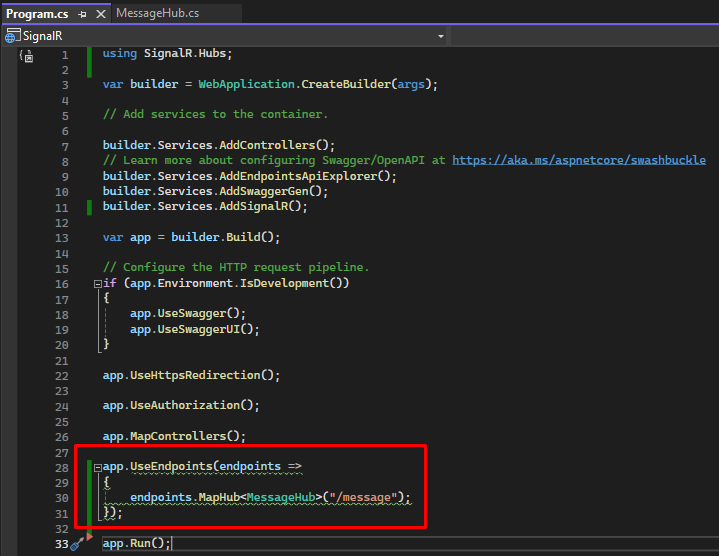 Program.cs
MessageHub.cs
SignalR
1 using SignalR.Hubs;
2
3 var builder = WebApplication.CreateBuilder(args);
4
5 // Add services to the container.
6
7 builder.Services.AddControllers();
8 // Learn more about configuring Swagger/OpenAPI at https://aka.ms/aspnetcore/swashbuckle
9 builder.Services.AddEndpointsApiExplorer();
10 builder.Services.AddSwaggerGen();
11 builder.Services.AddSignalR();
12
13 var app = builder.Build();
14
15 // Configure the HTTP request pipeline.
16 if (app.Environment.IsDevelopment())
17 {
18     app.UseSwagger();
19     app.UseSwaggerUI();
20 }
21
22 app.UseHttpsRedirection();
23
24 app.UseAuthorization();
25
26 app.MapControllers();
27
28 app.UseEndpoints(endpoints =>
29 {
30     endpoints.MapHub<MessageHub>("/message");
31 });
32
33 app.Run();